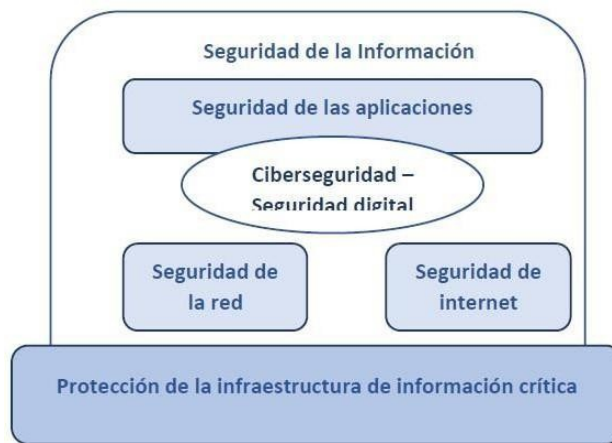 Seguridad de la Información
Seguridad de las aplicaciones
Ciberseguridad –
Seguridad digital
Seguridad de
la red
Seguridad de
internet
Protección de la infraestructura de información crítica